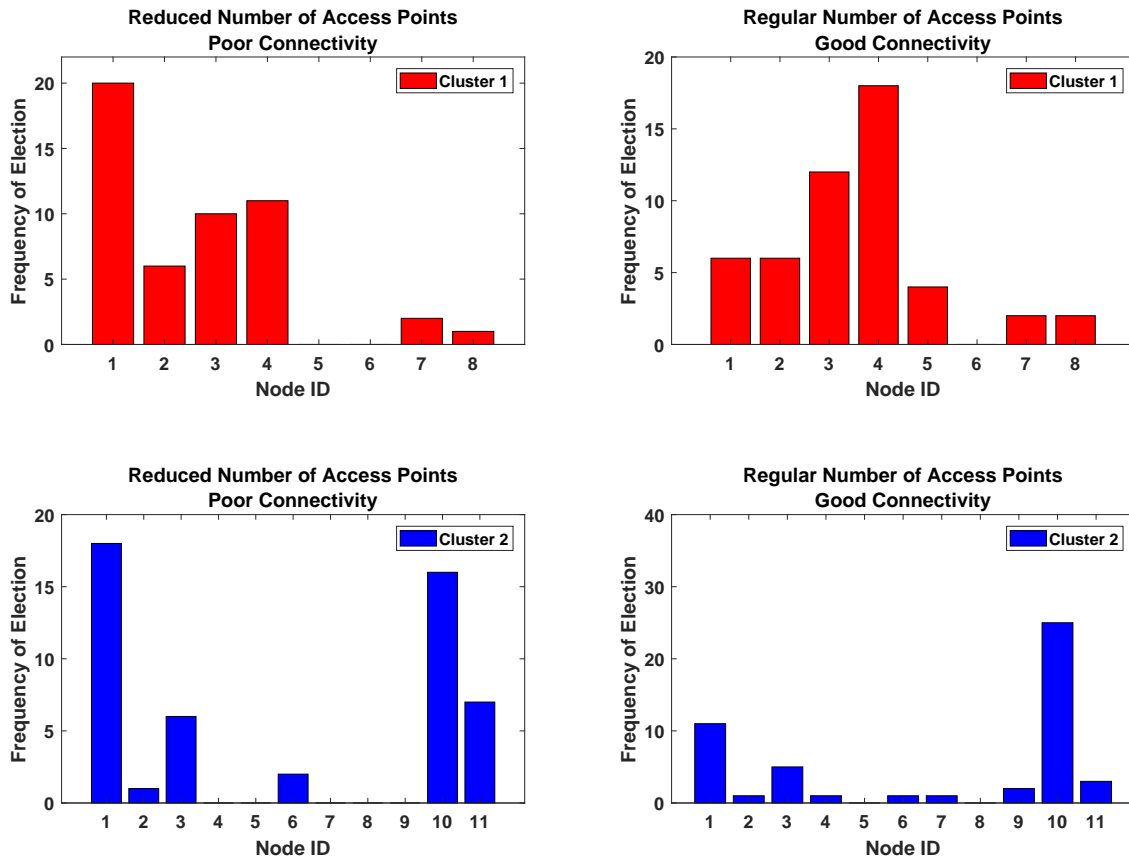 Reduced Number of Access Points
Poor Connectivity
Cluster 1
Frequency of Election
20
15
10
5
0
1 2 3 4 5 6 7 8
Node ID
Regular Number of Access Points
Good Connectivity
Cluster 1
Frequency of Election
20
15
10
5
0
1 2 3 4 5 6 7 8
Node ID
Reduced Number of Access Points
Poor Connectivity
Cluster 2
Frequency of Election
20
15
10
5
0
1 2 3 4 5 6 7 8 9 10 11
Node ID
Regular Number of Access Points
Good Connectivity
Cluster 2
Frequency of Election
40
30
20
10
0
1 2 3 4 5 6 7 8 9 10 11
Node ID